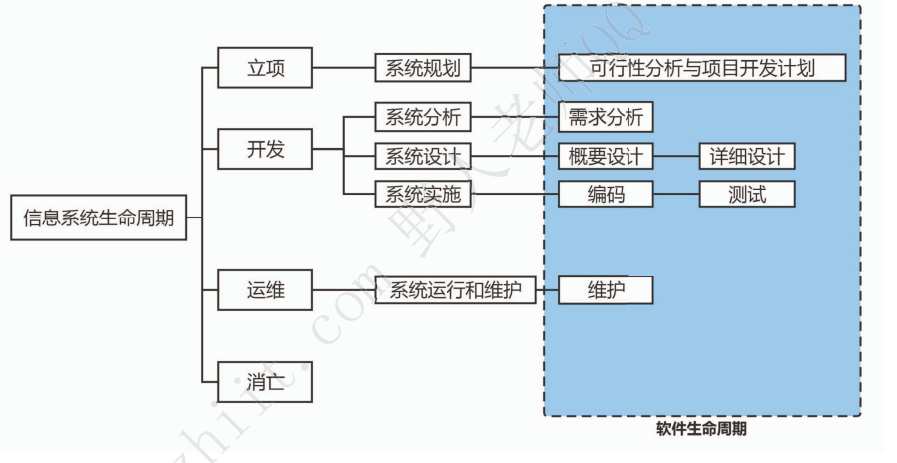 立项
系统规划
可行性分析与项目开发计划
系统分析
需求分析
开发
系统设计
概要设计
详细设计
系统实施
编码
测试
信息系统生命周期
运维
系统运行和维护
维护
消亡
软件生命周期
zhiit.com 野人老师QQ